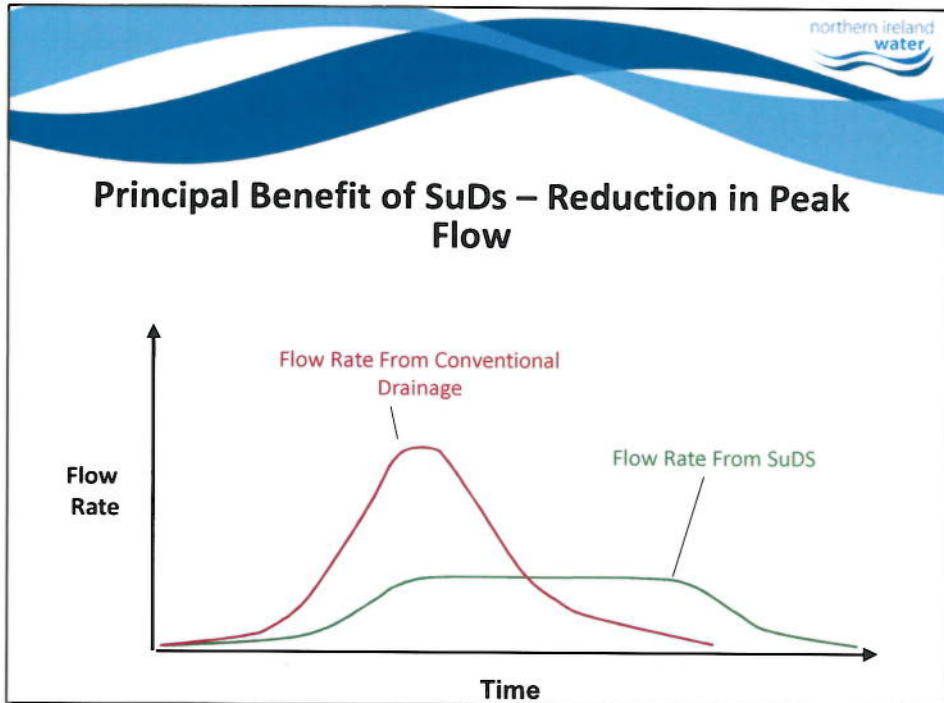 northern ireland
water
Principal Benefit of SuDs – Reduction in Peak
Flow
Flow Rate From Conventional
Drainage
Flow Rate From SuDS
Flow
Rate
Time